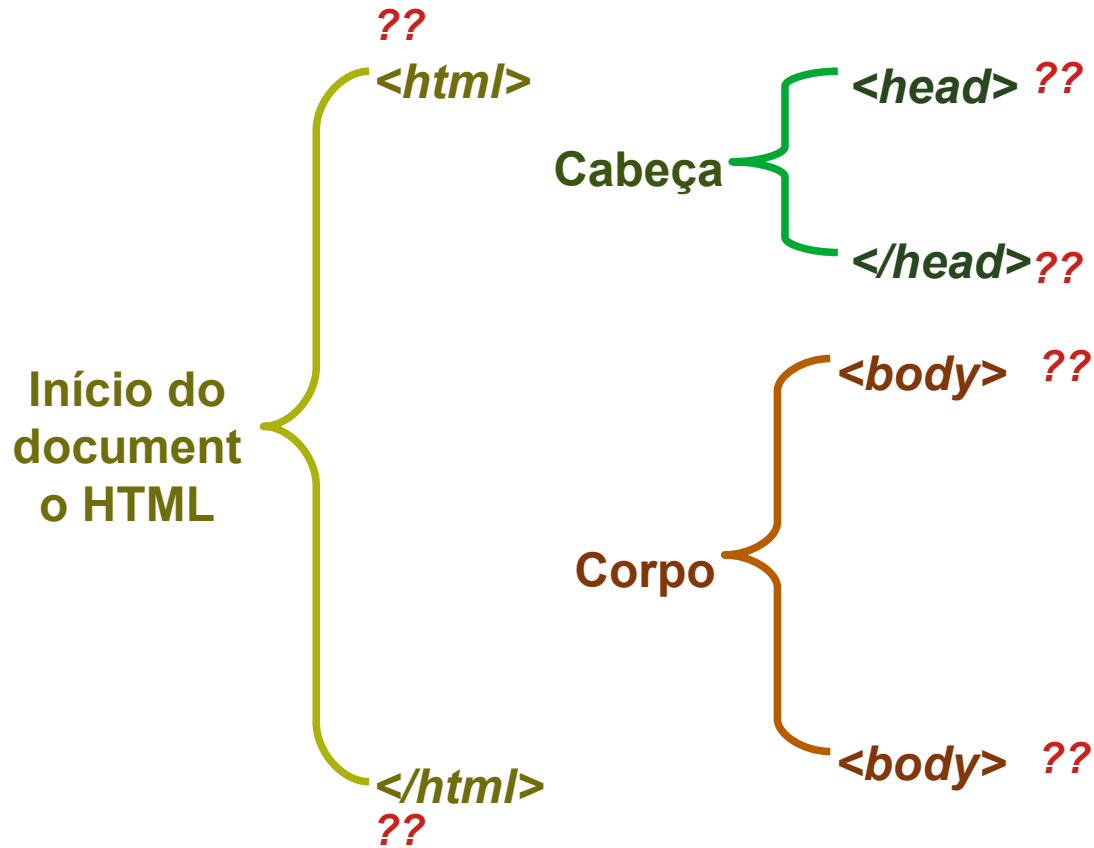 ??
<html>
<head> ??
Cabeça
</head>??
Início do
document
o HTML
<body> ??
Corpo
<body> ??
</html>
??